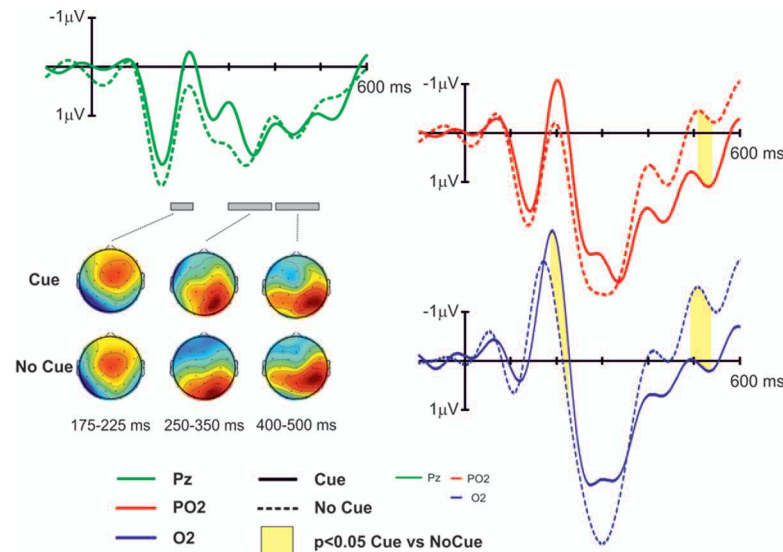 -1µV
1µV
600 ms
-1µV
1µV
600 ms
Cue
No Cue
175-225 ms 250-350 ms 400-500 ms
-1µV
1µV
600 ms
Pz
PO2
O2
Cue
No Cue
p<0.05 Cue vs NoCue
Pz PO2
O2